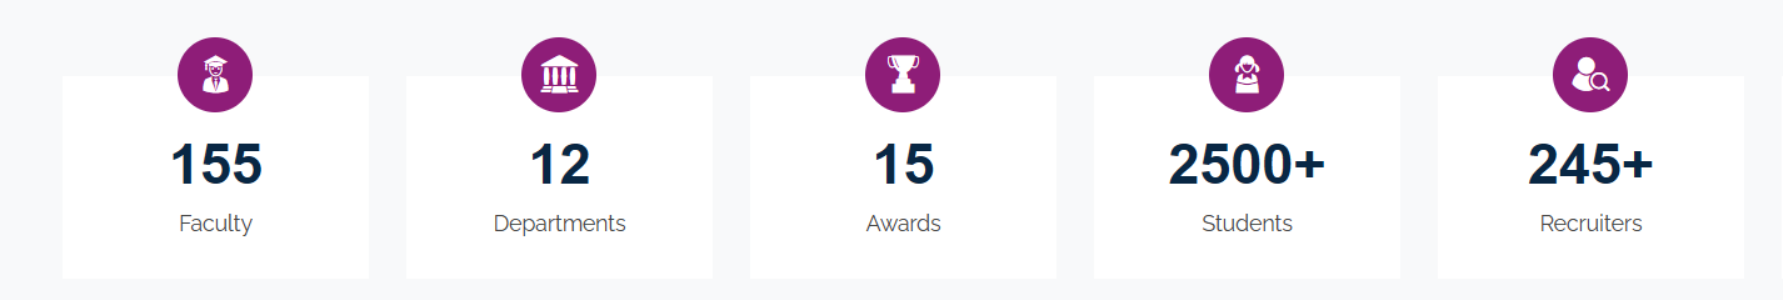 155
Faculty
12
Departments
15
Awards
2500+
Students
245+
Recruiters